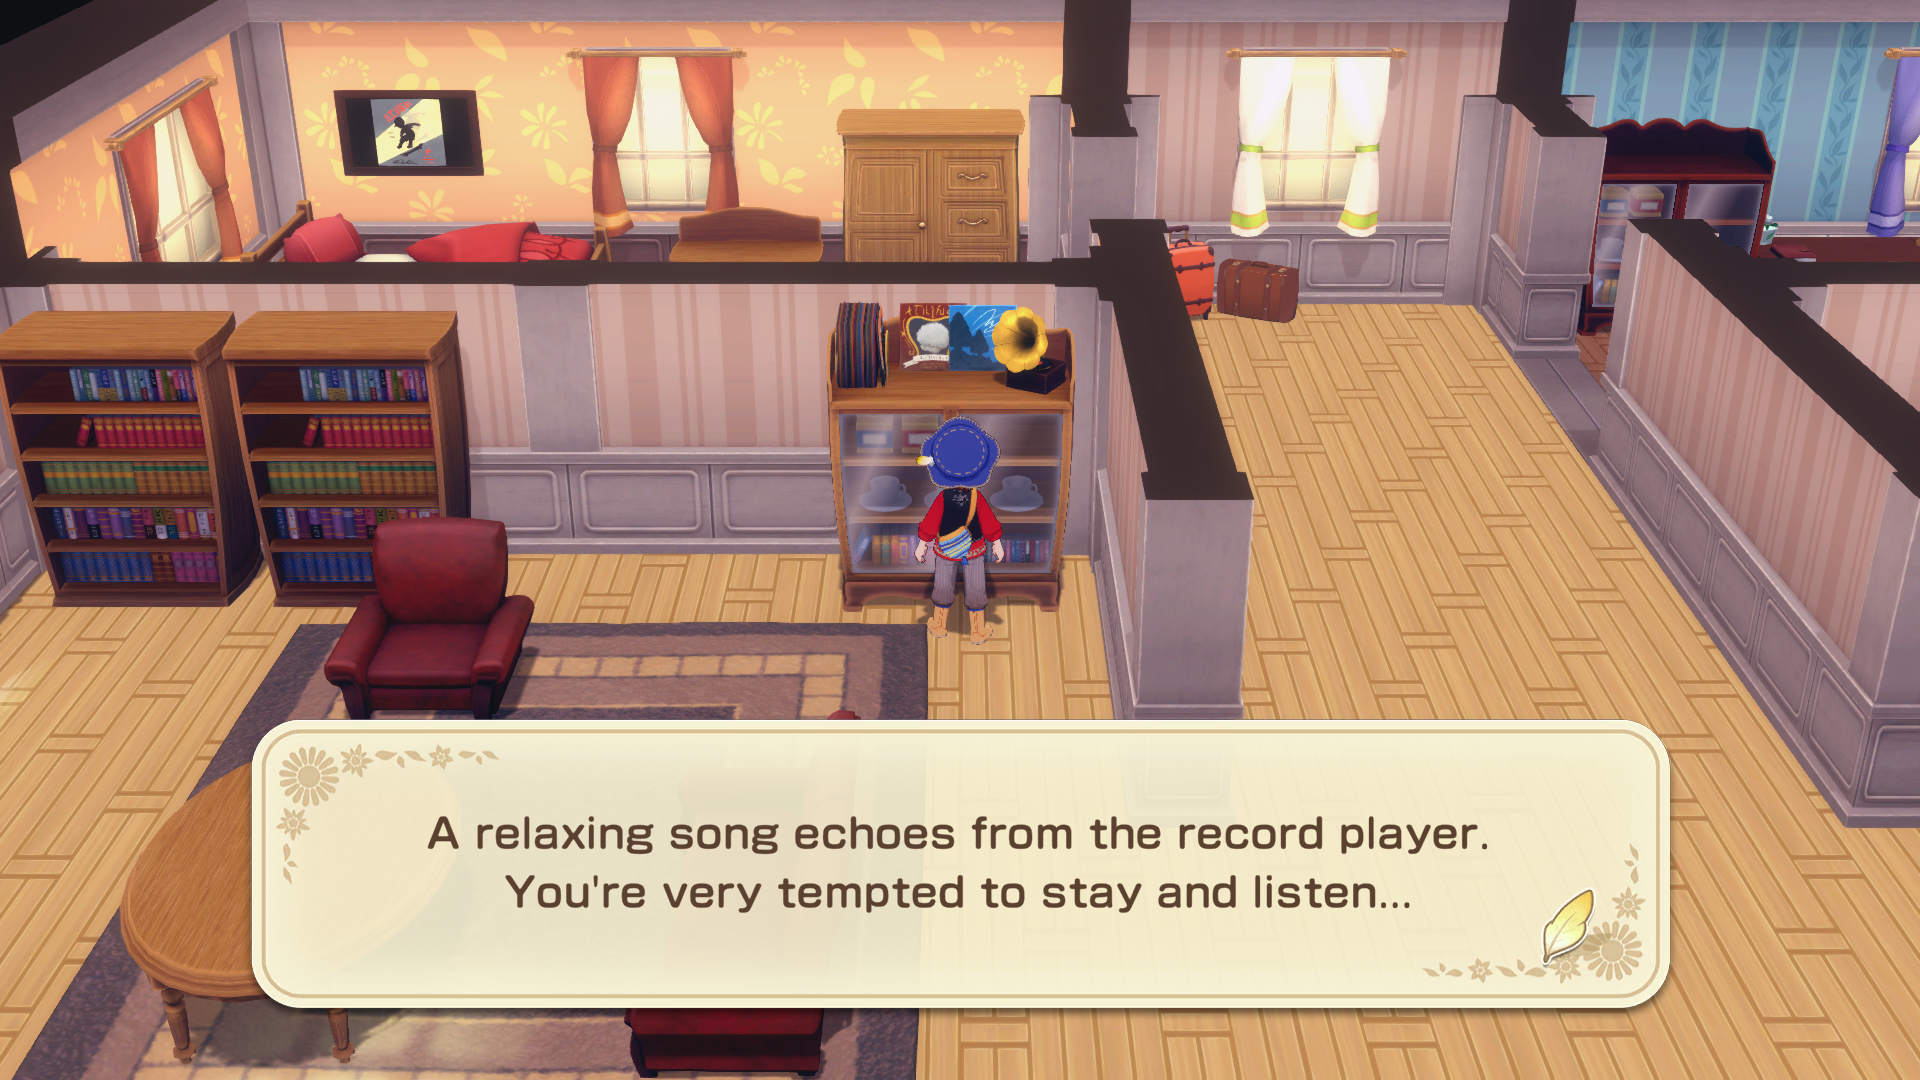 A relaxing song echoes from the record player.
You're very tempted to stay and listen...